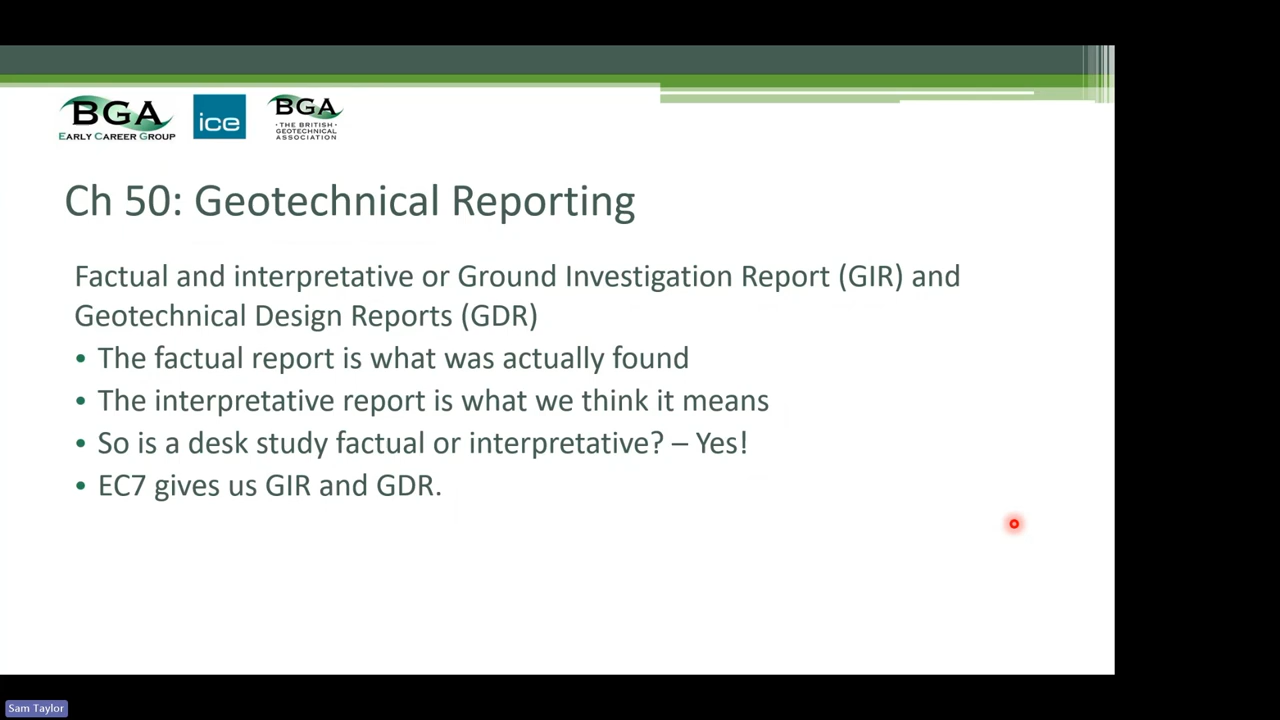 BGA
EARLY CAREER GROUP
ice
BGA
· THE BRITISH ·
GEOTECHNICAL
ASSOCIATION
Ch 50: Geotechnical Reporting
Factual and interpretative or Ground Investigation Report (GIR) and
Geotechnical Design Reports (GDR)
• The factual report is what was actually found
• The interpretative report is what we think it means
• So is a desk study factual or interpretative? – Yes!
• EC7 gives us GIR and GDR.
Sam Taylor